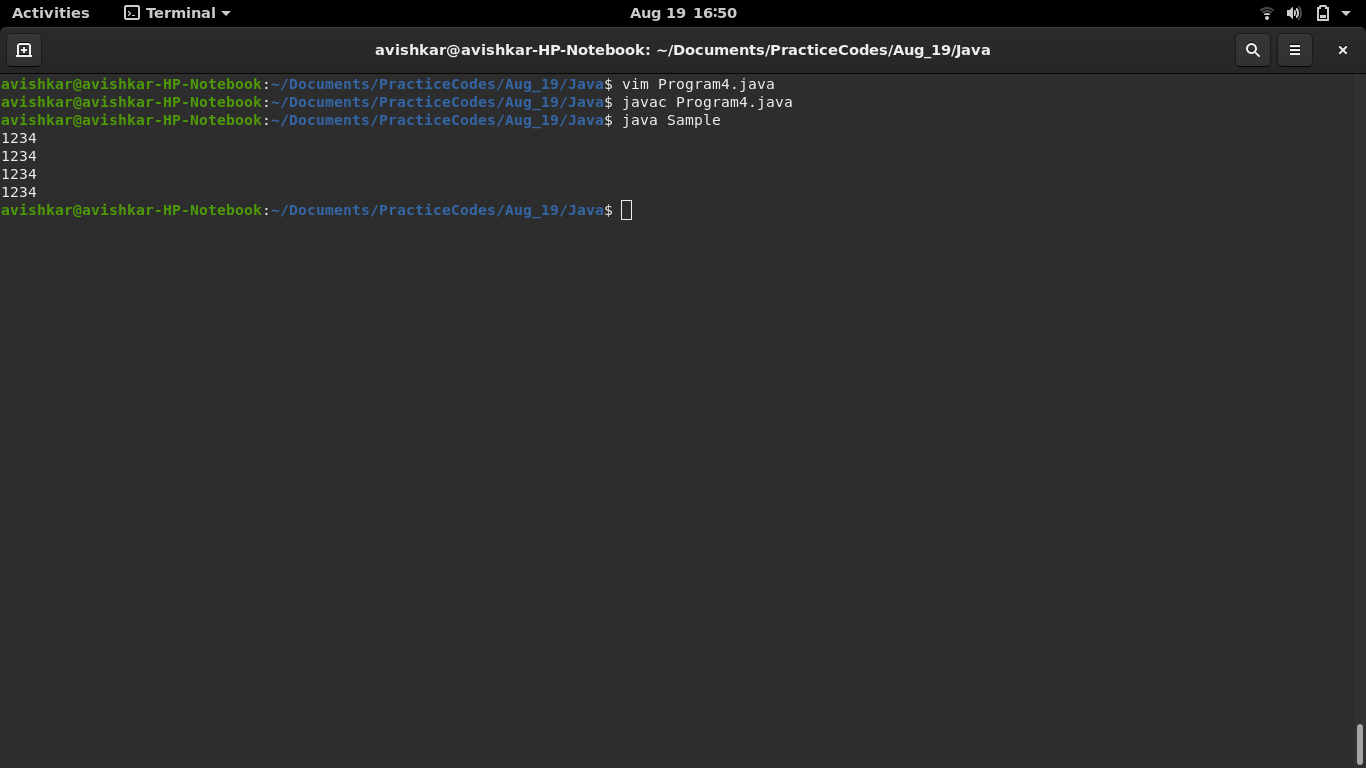 Activities Terminal Aug 19 16:50
avishkar@avishkar-HP-Notebook: ~/Documents/PracticeCodes/Aug_19/Java
avishkar@avishkar-HP-Notebook:~/Documents/PracticeCodes/Aug_19/Java$ vim Program4.java
avishkar@avishkar-HP-Notebook:~/Documents/PracticeCodes/Aug_19/Java$ javac Program4.java
avishkar@avishkar-HP-Notebook:~/Documents/PracticeCodes/Aug_19/Java$ java Sample
1234
1234
1234
1234
avishkar@avishkar-HP-Notebook:~/Documents/PracticeCodes/Aug_19/Java$